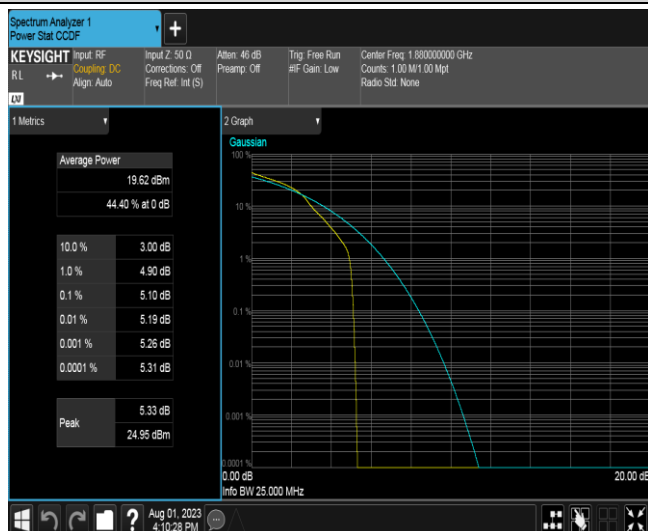 Spectrum Analyzer 1
Power Stat CCDF
+
KEYSIGHT
RL
LXI
Input: RF
Coupling: DC
Align: Auto
Input Z: 50 Ω
Corrections: Off
Freq Ref: Int (S)
Atten: 46 dB
Preamp: Off
Trig: Free Run
#IF Gain: Low
Center Freq: 1.880000000 GHz
Counts: 1.00 M/1.00 Mpt
Radio Std: None
1 Metrics
Average Power
19.62 dBm
44.40 % at 0 dB
10.0 % 3.00 dB
1.0 % 4.90 dB
0.1 % 5.10 dB
0.01 % 5.19 dB
0.001 % 5.26 dB
0.0001 % 5.31 dB
Peak
5.33 dB
24.95 dBm
2 Graph
Gaussian
100 %
10 %
1 %
0.1 %
0.01 %
0.001 %
0.0001 %
0.00 dB
20.00 dB
Info BW 25.000 MHz
?
Aug 01, 2023
4:10:28 PM